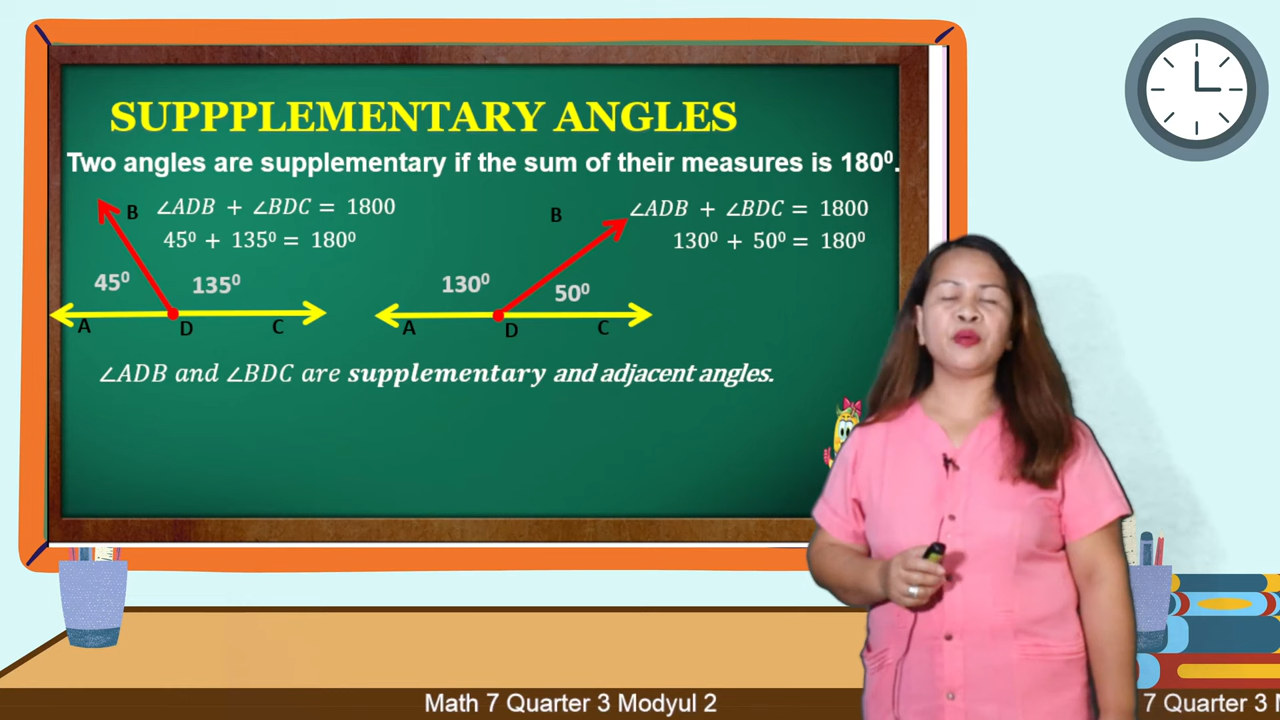 SUPPPLEMENTARY ANGLES
Two angles are supplementary if the sum of their measures is 180⁰.
B
∠ADB + ∠BDC = 1800
45⁰ + 135⁰ = 180⁰
45⁰
135⁰
A
D
C
B
∠ADB + ∠BDC = 1800
130⁰ + 50⁰ = 180⁰
130⁰
50⁰
A
D
C
∠ADB and ∠BDC are supplementary and adjacent angles.
Math 7 Quarter 3 Modyul 2
7 Quarter 3